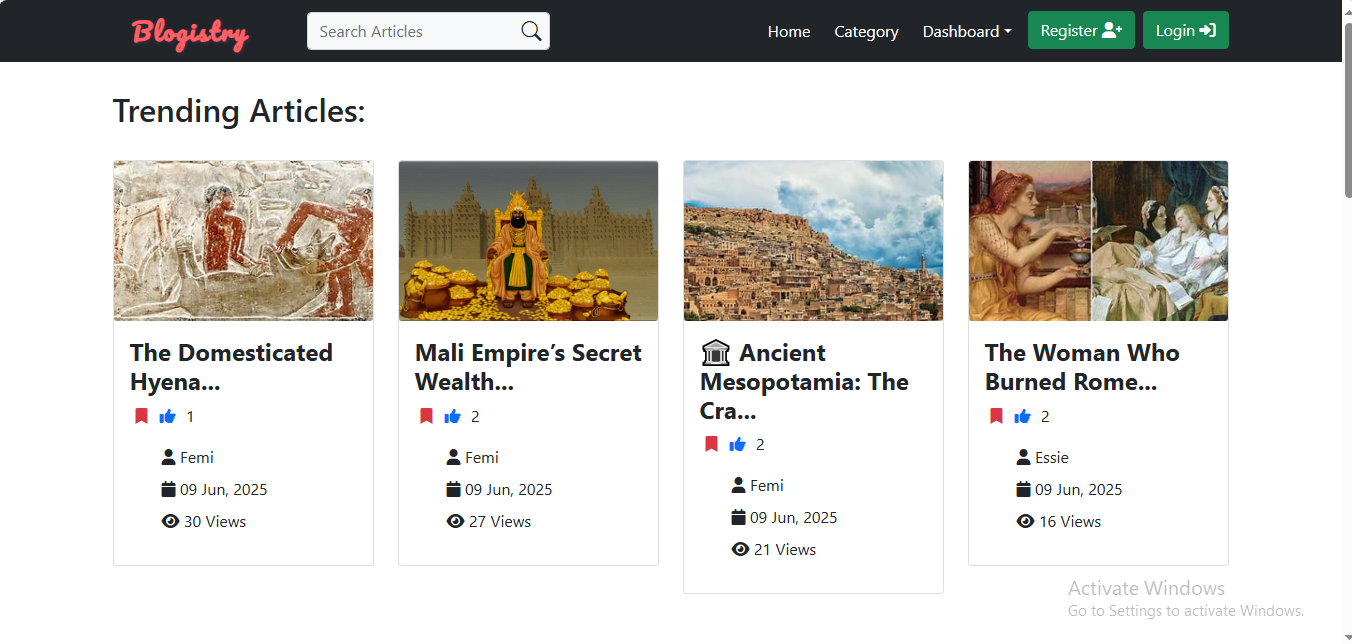 Blogistry
Search Articles
Home
Category
Dashboard
Register
Login
Trending Articles:
The Domesticated
Hyena...
1
Femi
09 Jun, 2025
30 Views
Mali Empire’s Secret
Wealth...
2
Femi
09 Jun, 2025
27 Views
🏛️ Ancient
Mesopotamia: The
Cra...
2
Femi
09 Jun, 2025
21 Views
The Woman Who
Burned Rome...
2
Essie
09 Jun, 2025
16 Views
Activate Windows
Go to Settings to activate Windows.